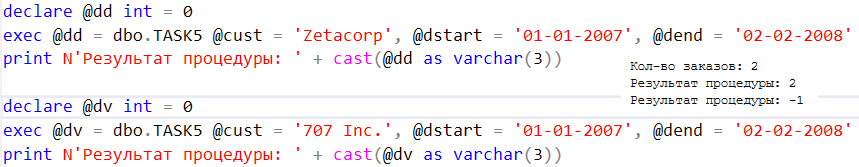 declare @dd int = 0
exec @dd = dbo.TASK5 @cust = 'Zetacorp', @dstart = '01-01-2007', @dend = '02-02-2008'
print N'Результат процедуры: ' + cast(@dd as varchar(3))
Кол-во заказов: 2
Результат процедуры: 2
Результат процедуры: -1
declare @dv int = 0
exec @dv = dbo.TASK5 @cust = '707 Inc.', @dstart = '01-01-2007', @dend = '02-02-2008'
print N'Результат процедуры: ' + cast(@dv as varchar(3))